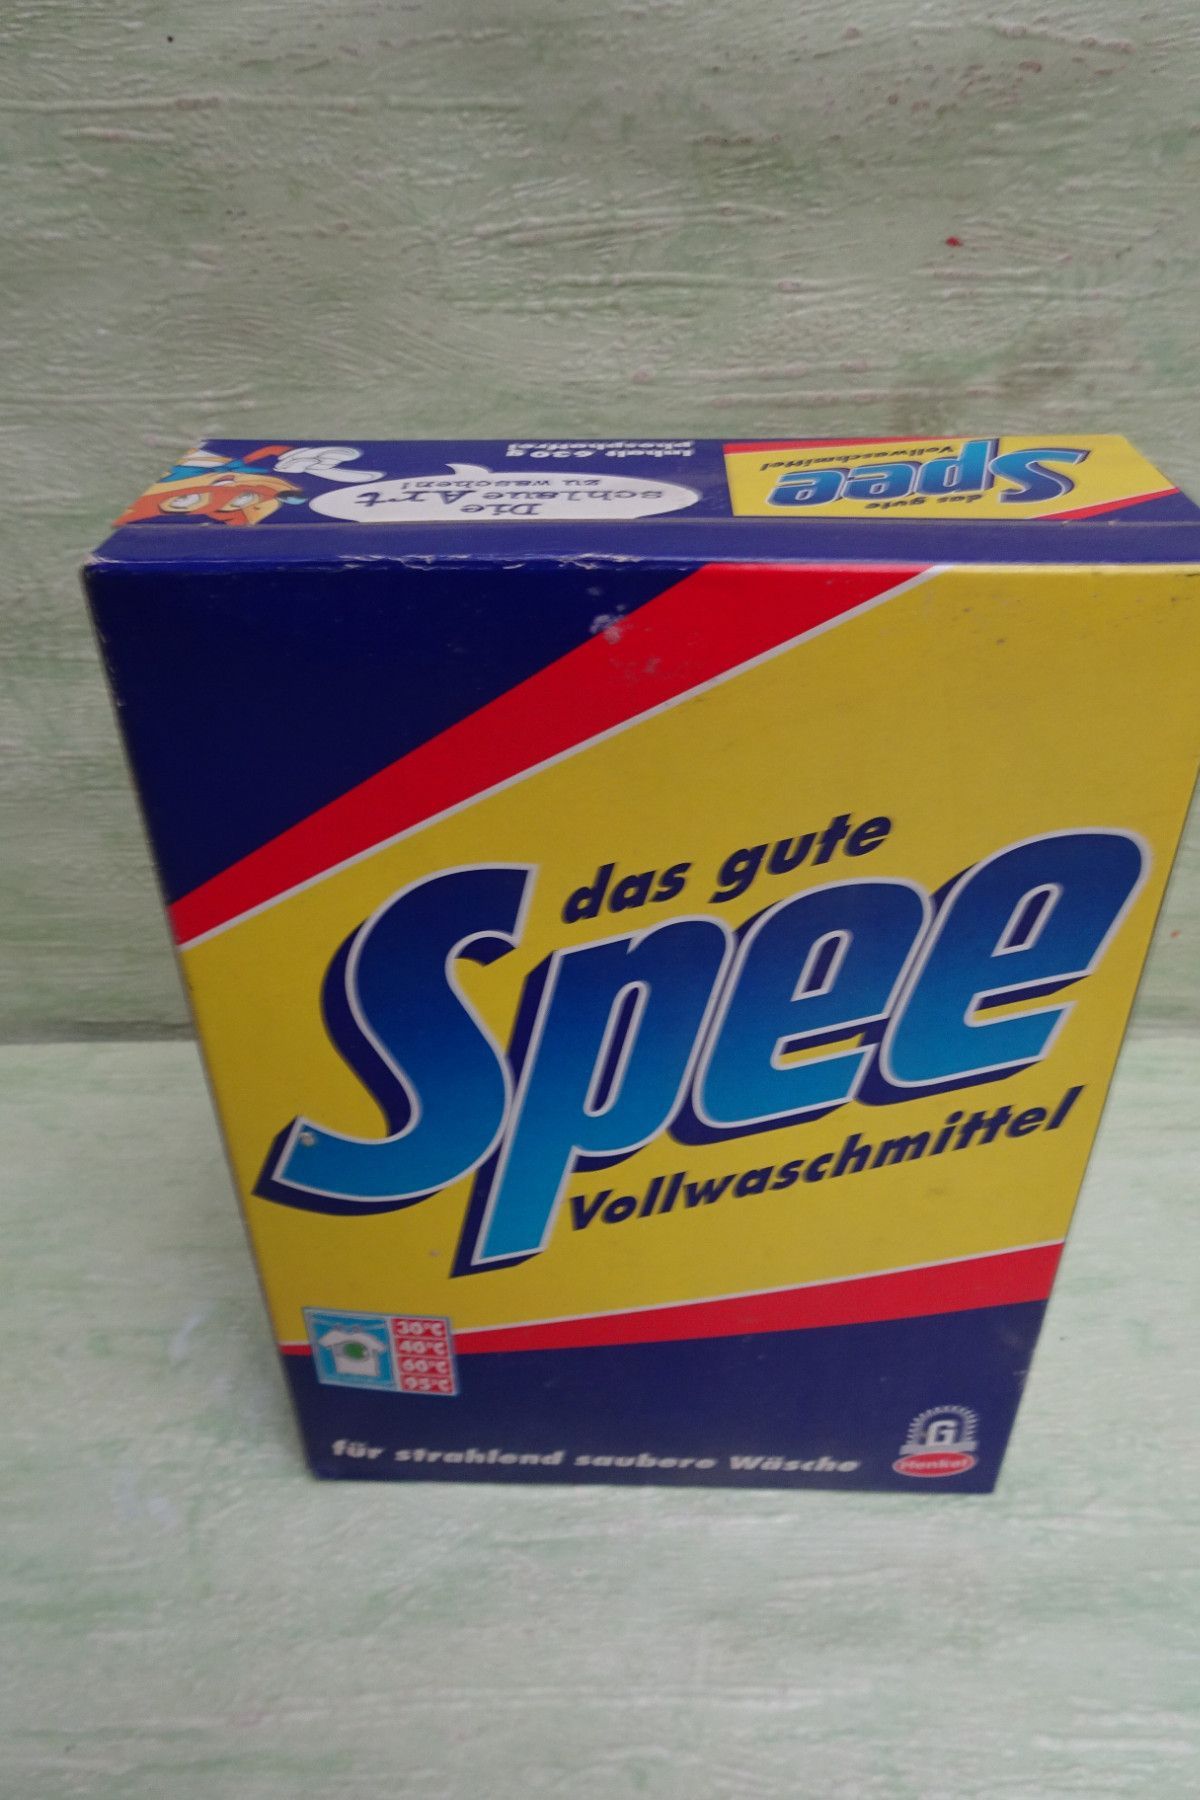 das gute
Spee
Vollwaschmittel
Die
schlaue Art
zu waschen!
Inhalt 630 g
phosphatfrei
das gute
Spee
Vollwaschmittel
30°C
40°C
60°C
95°C
für strahlend saubere Wäsche
G
Henkel